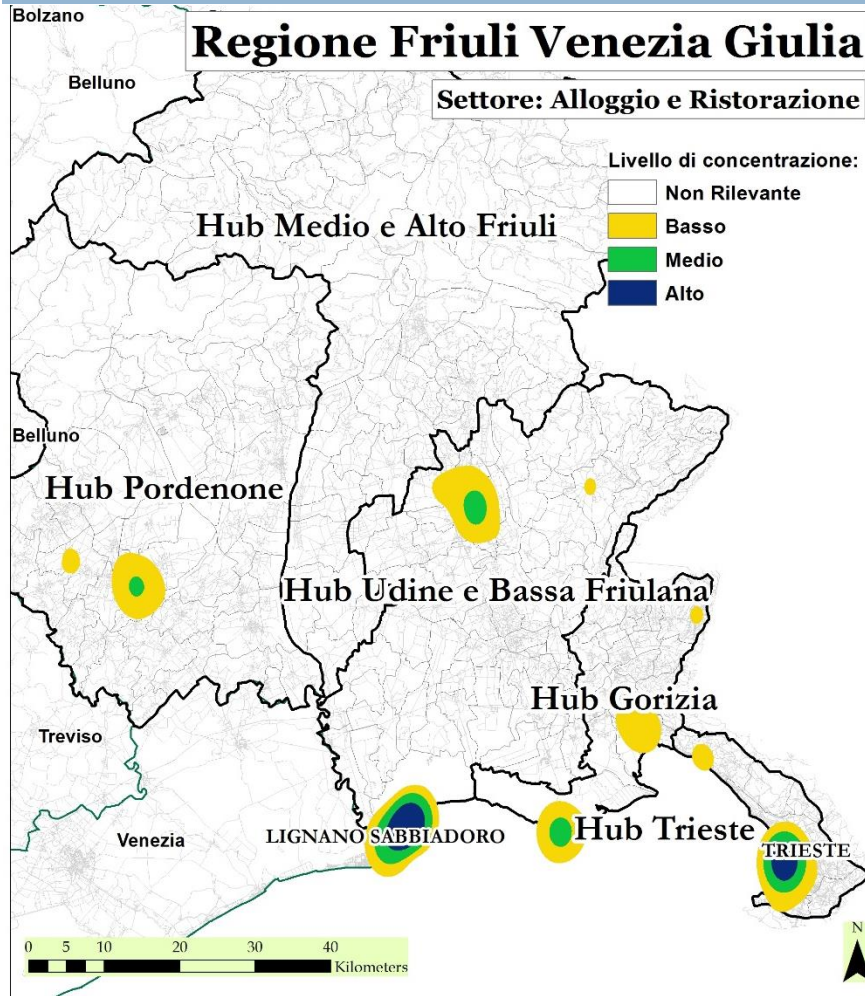 Bolzano
Regione Friuli Venezia Giulia
Belluno
Settore: Alloggio e Ristorazione
Livello di concentrazione:
Non Rilevante
Basso
Medio
Alto
Hub Medio e Alto Friuli
Belluno
Hub Pordenone
Hub Udine e Bassa Friulana
Hub Gorizia
Treviso
Venezia
LIGNANO SABBIADORO
Hub Trieste
TRIESTE
0 5 10 20 30 40
Kilometers
N